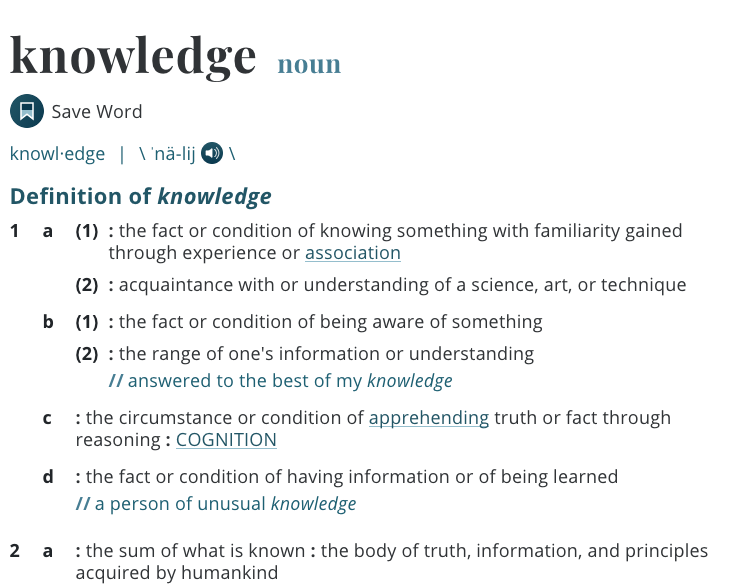 knowledge noun
Save Word
knowl·edge | \ ˈnä-lij \
Definition of knowledge
1 a (1) : the fact or condition of knowing something with familiarity gained
through experience or association
(2) : acquaintance with or understanding of a science, art, or technique
b (1) : the fact or condition of being aware of something
(2) : the range of one's information or understanding
// answered to the best of my knowledge
c : the circumstance or condition of apprehending truth or fact through
reasoning : COGNITION
d : the fact or condition of having information or of being learned
// a person of unusual knowledge
2 a : the sum of what is known : the body of truth, information, and principles
acquired by humankind